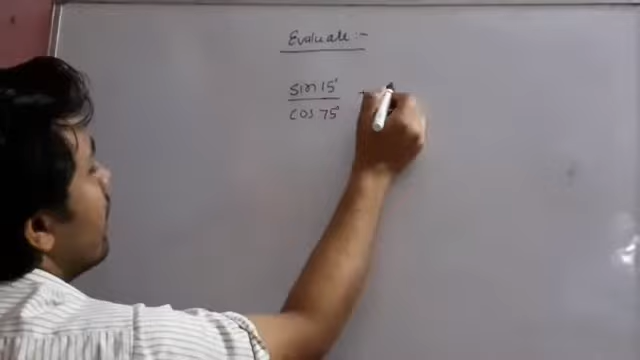 Evaluate :-
sin 15°
cos 75°